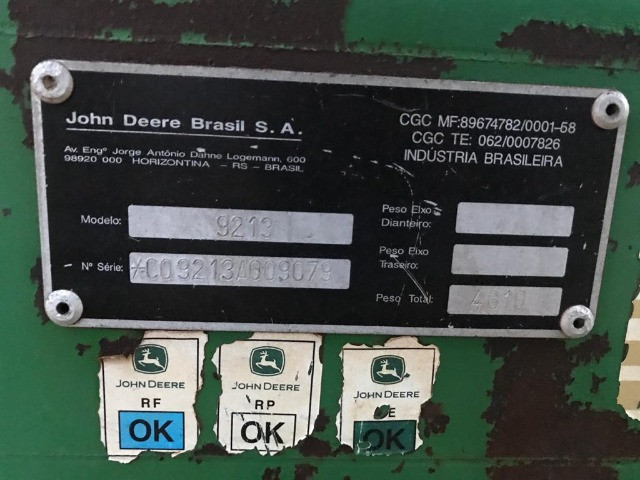 John Deere Brasil S. A.
Av. Engº Jorge Antônio Dahne Logemann, 600
98920 000 HORIZONTINA - RS - BRASIL
CGC MF:89674782/0001-58
CGC TE: 062/0007826
INDÚSTRIA BRASILEIRA
Modelo: 9213
Nº Série: *CO9213A009079
Peso Eixo
Dianteiro:
Peso Eixo
Traseiro:
Peso Total: 4610
JOHN DEERE
RF
OK
JOHN DEERE
RP
OK
JOHN DEERE
OK